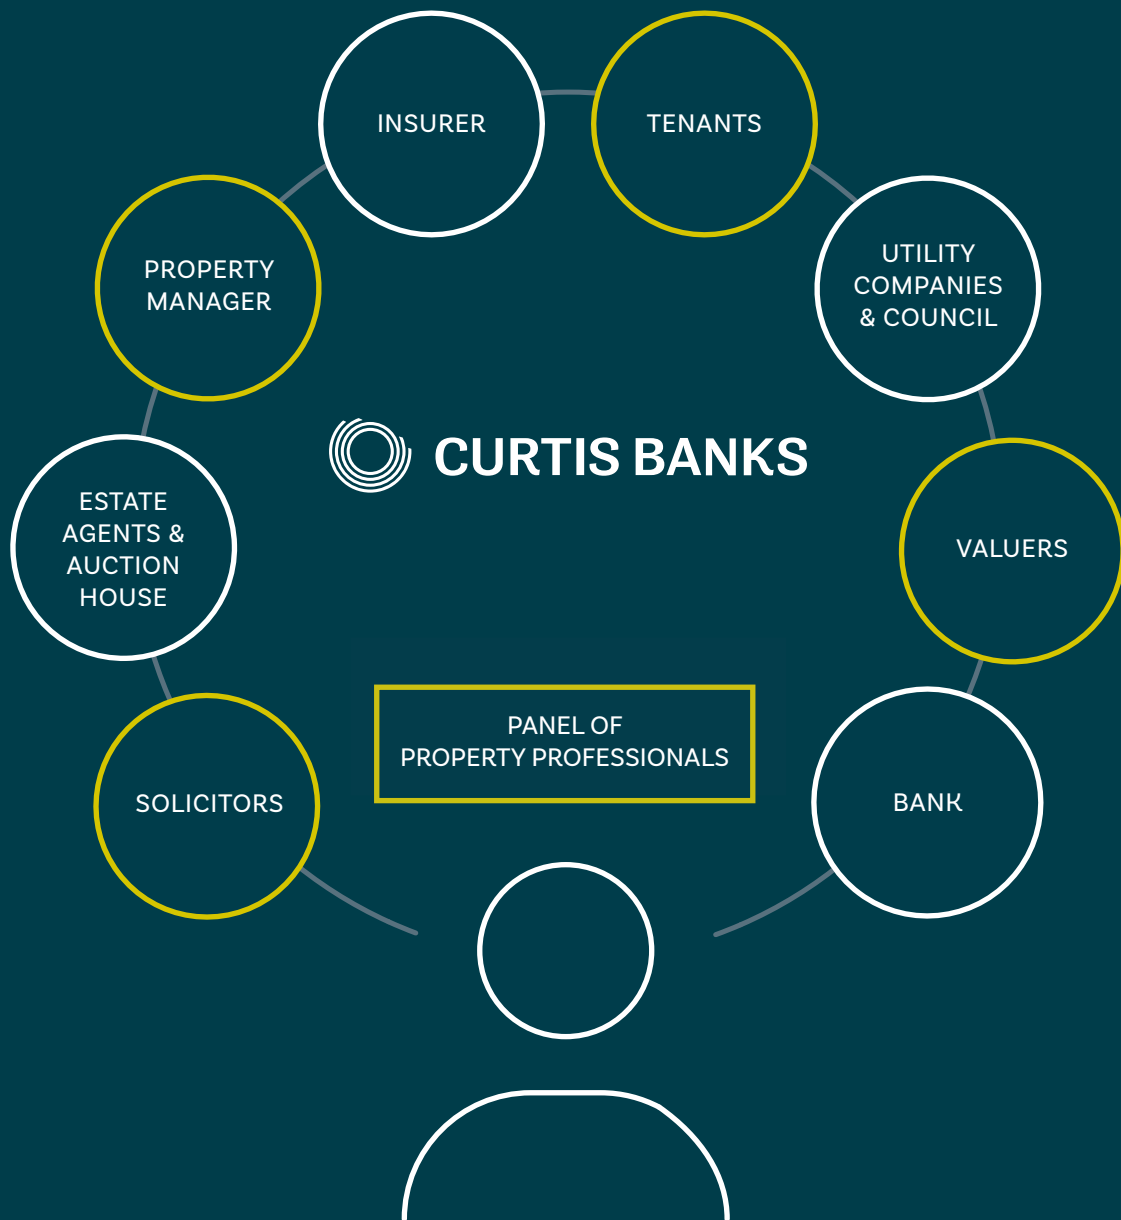 INSURER
TENANTS
PROPERTY
MANAGER
UTILITY
COMPANIES
& COUNCIL
CURTIS BANKS
ESTATE
AGENTS &
AUCTION
HOUSE
VALUERS
PANEL OF
PROPERTY PROFESSIONALS
SOLICITORS
BANK